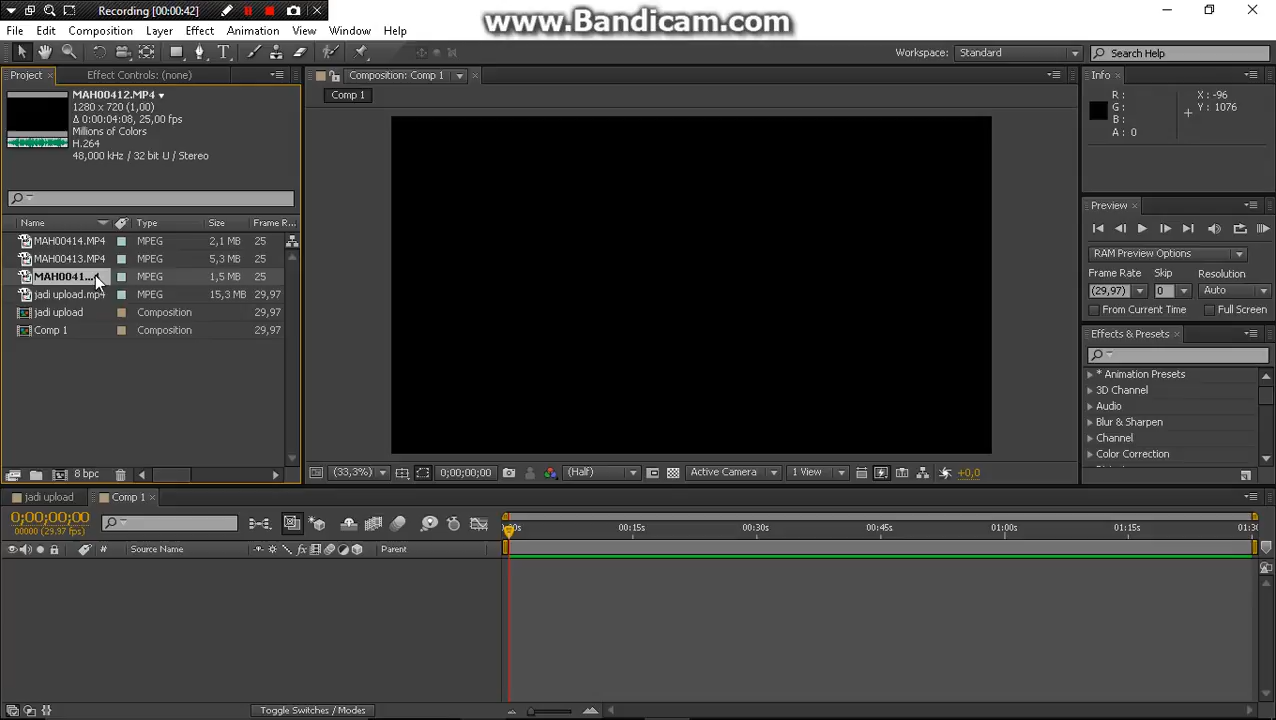 Recording [00:00:42]
www.Bandicam.com
File Edit Composition Layer Effect Animation View Window Help
Workspace: Standard
Search Help
Project
Effect Controls: (none)
Composition: Comp 1
Info
MAH00412.MP4
1280 x 720 (1,00)
Δ 0:00:04:08, 25,00 fps
Millions of Colors
H.264
48,000 kHz / 32 bit U / Stereo
Comp 1
R :
G :
B :
A : 0
X : -96
Y : 1076
Name Type Size Frame R...
MAH00414.MP4 MPEG 2,1 MB 25
MAH00413.MP4 MPEG 5,3 MB 25
MAH0041...4 MPEG 1,5 MB 25
jadi upload.mp4 MPEG 15,3 MB 29,97
jadi upload Composition 29,97
Comp 1 Composition 29,97
Preview
RAM Preview Options
Frame Rate Skip Resolution
(29,97) 0 Auto
From Current Time Full Screen
Effects & Presets
* Animation Presets
3D Channel
Audio
Blur & Sharpen
Channel
Color Correction
8 bpc
(33,3%) 0;00;00;00 (Half) Active Camera 1 View +0,0
jadi upload Comp 1
0;00;00;00
00000 (29.97 fps)
:00s 00:15s 00:30s 00:45s 01:00s 01:15s 01:30
# Source Name Parent
Toggle Switches / Modes